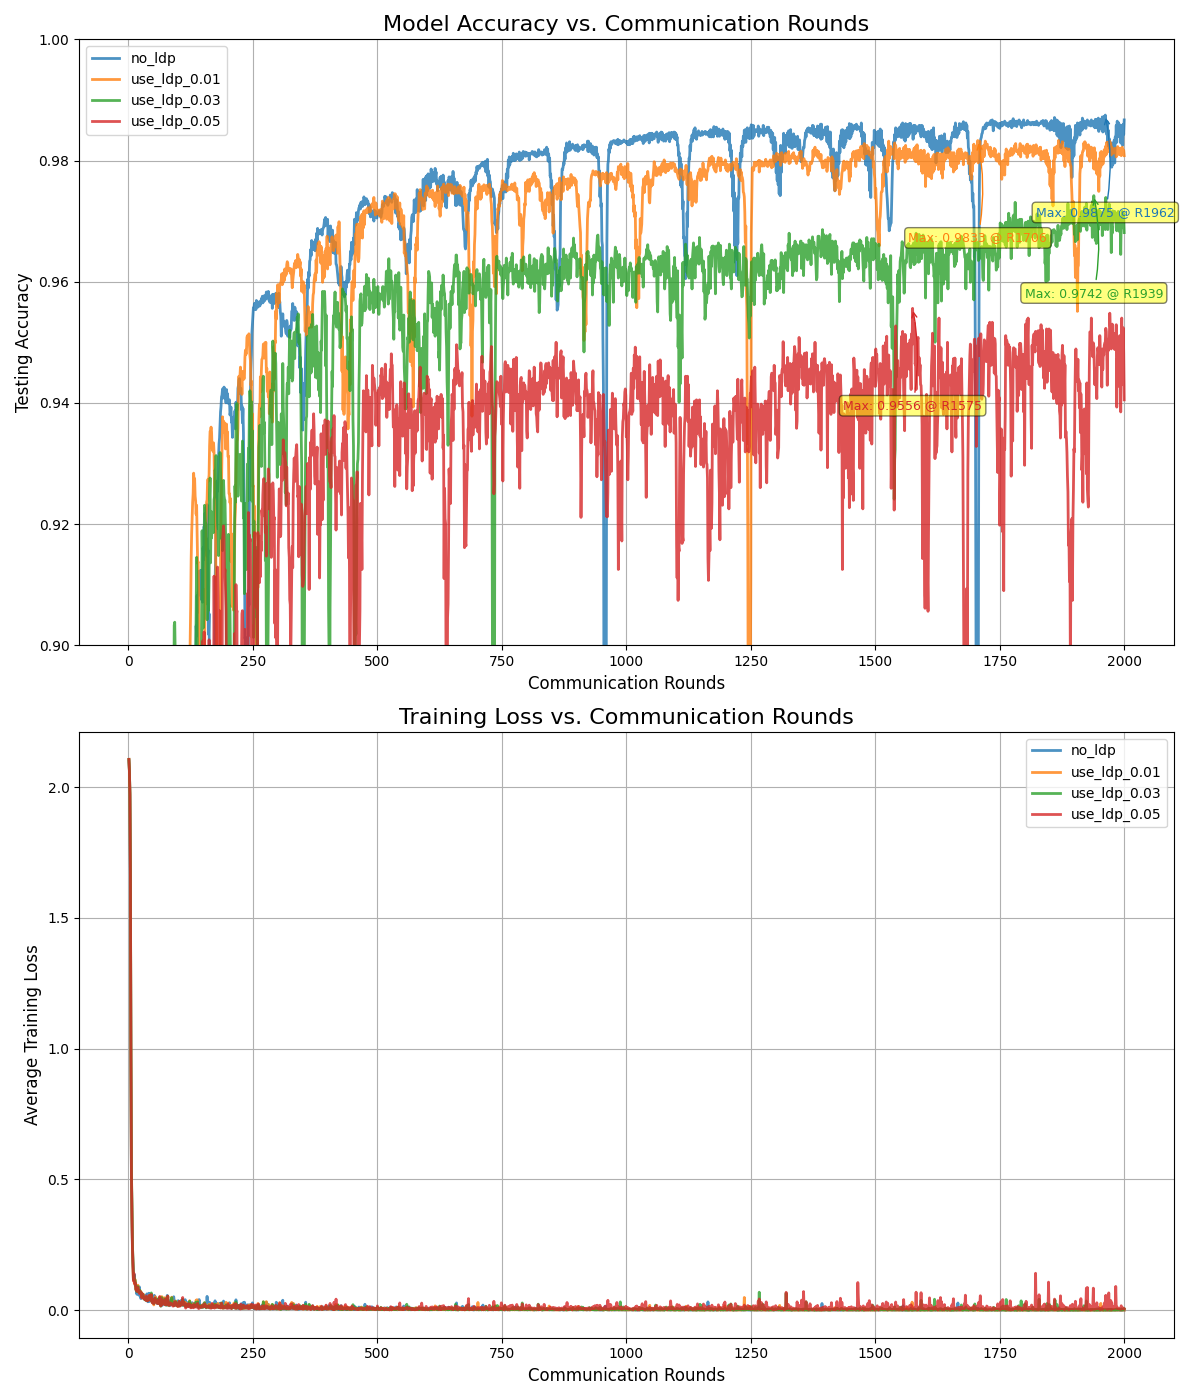 Model Accuracy vs. Communication Rounds
no_ldp
use_ldp_0.01
use_ldp_0.03
use_ldp_0.05
Testing Accuracy
1.00
0.98
0.96
0.94
0.92
0.90
Max: 0.9875 @ R1962
Max: 0.9833 @ R1706
Max: 0.9742 @ R1939
Max: 0.9556 @ R1575
0 250 500 750 1000 1250 1500 1750 2000
Communication Rounds
Training Loss vs. Communication Rounds
no_ldp
use_ldp_0.01
use_ldp_0.03
use_ldp_0.05
Average Training Loss
2.0
1.5
1.0
0.5
0.0
0 250 500 750 1000 1250 1500 1750 2000
Communication Rounds